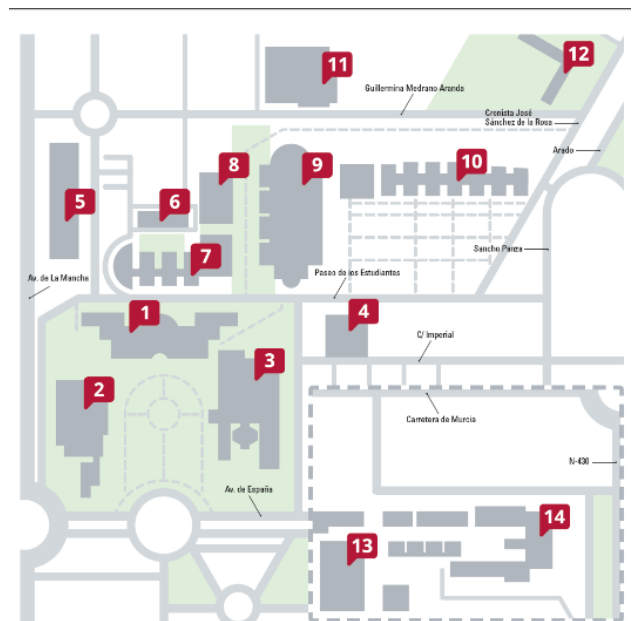 11
12
Guillermina Medrano Aranda
Cronista José
Sánchez de la Rosa
Arado
8
9
10
5
6
7
Sancho Panza
Av. de La Mancha
Paseo de los Estudiantes
1
4
C/ Imperial
3
2
Carretera de Murcia
N-430
Av. de España
13
14